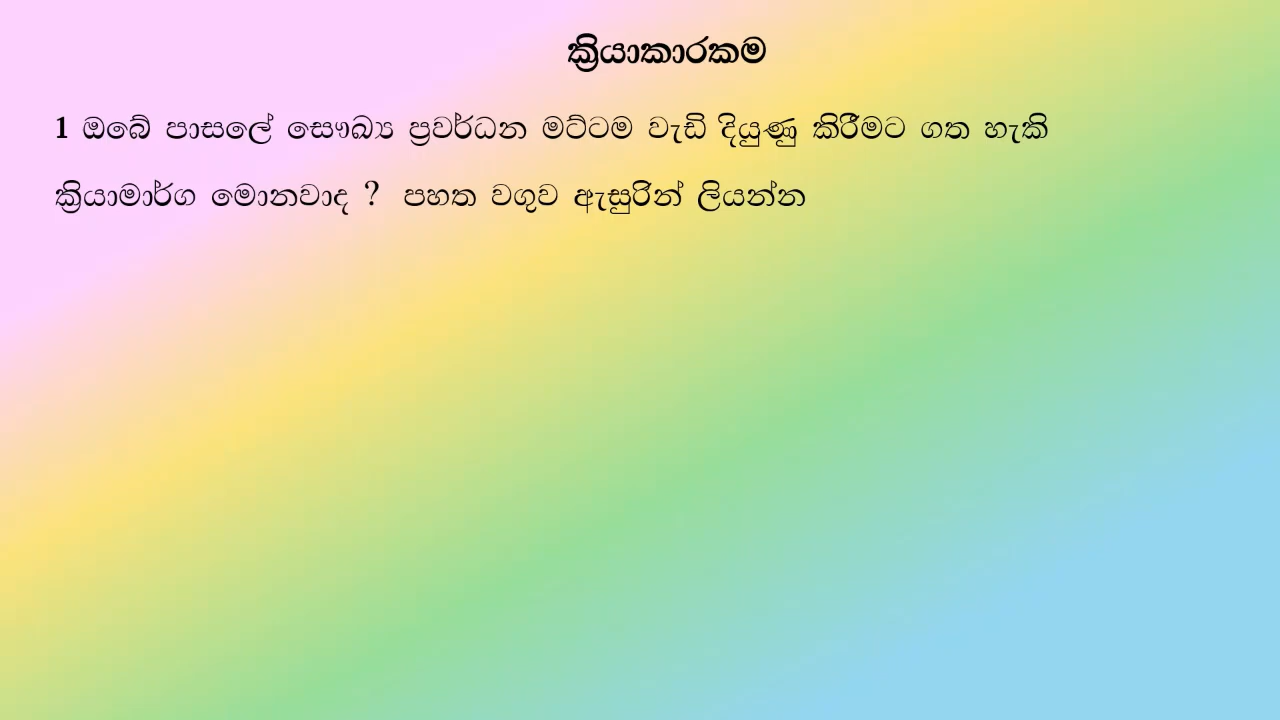 ක්‍රියාකාරකම
1 ඔබේ පාසලේ සෞඛ්‍ය ප්‍රවර්ධන මට්ටම වැඩි දියුණු කිරීමට ගත හැකි
ක්‍රියාමාර්ග මොනවාද ? පහත වගුව ඇසුරින් ලියන්න